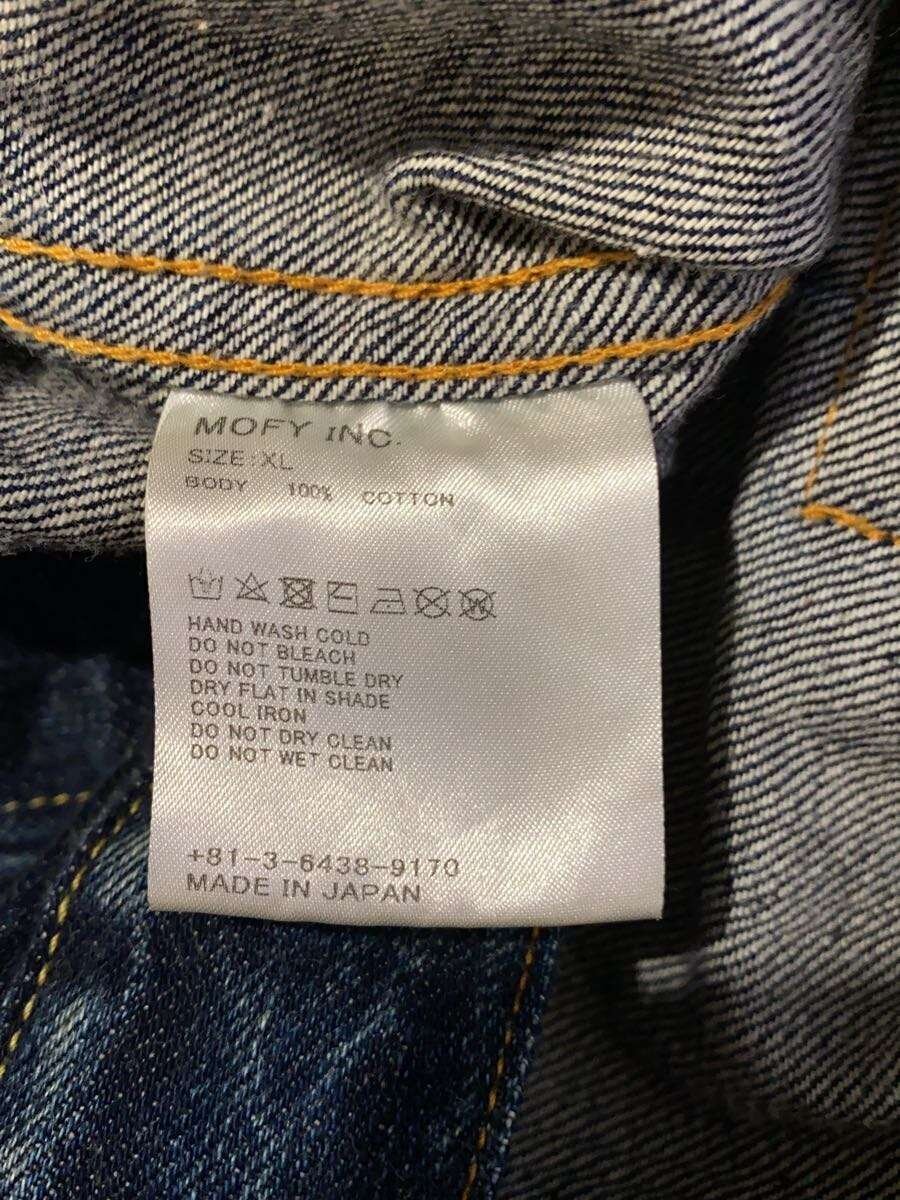 MOFY INC.
SIZE:XL
BODY 100% COTTON
HAND WASH COLD
DO NOT BLEACH
DO NOT TUMBLE DRY
DRY FLAT IN SHADE
COOL IRON
DO NOT DRY CLEAN
DO NOT WET CLEAN
+81-3-6438-9170
MADE IN JAPAN